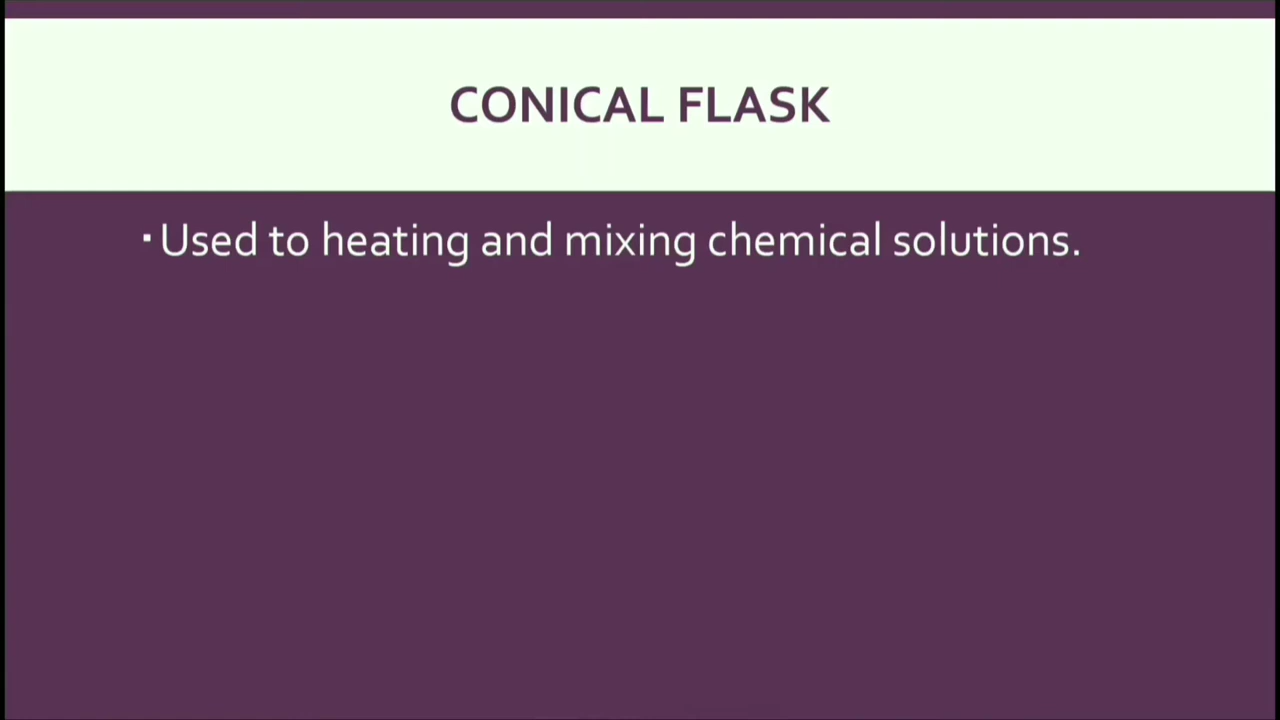 CONICAL FLASK
▪Used to heating and mixing chemical solutions.